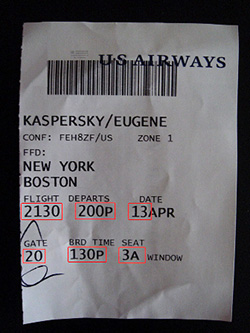 US AIRWAYS
KASPERSKY/EUGENE
CONF: FEH8ZF/US ZONE 1
FFD:
NEW YORK
BOSTON
FLIGHT DEPARTS DATE
2130 200P 13APR
GATE BRD TIME SEAT
20 130P 3A WINDOW